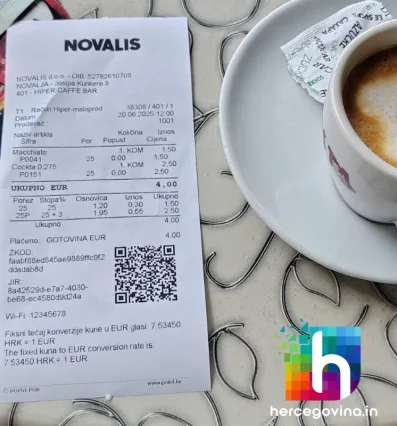 NOVALIS
NOVALIS d.o.o. - OIB: 52782610708
NOVALJA - Josipa Kunkere 8
401 - HIPER CAFFE BAR
T1 Račun Hiper-maloprod 38308 / 401 / 1
Datum 20.06.2025 12:00
Prodavač 1001
Naziv artikla Količina Iznos
Šifra Por. Popust Cijena
Macchiato 1. KOM 1,50
P0041 25 0.00 1,50
Cockta 0,275 1. KOM 2,50
P0151 25 0.00 2,50
UKUPNO EUR 4,00
Porez Stopa% Osnovica Iznos Ukupno
25 25 1,20 0,30 1,50
25P 25 + 3 1,95 0,55 2,50
Ukupno 4,00
Plaćeno: GOTOVINA EUR 4,00
ZKOD:
faabf88ed845ae9889ffc9f2
ddadab8d
JIR:
8a42529d-e7a7-4030-
be68-ec4580d9d24a
Wi-Fi: 12345678
Fiksni tečaj konverzije kune u EUR glasi: 7.53450
HRK = 1 EUR
The fixed kuna to EUR conversion rate is:
7.53450 HRK = 1 EUR
h
hercegovina.in